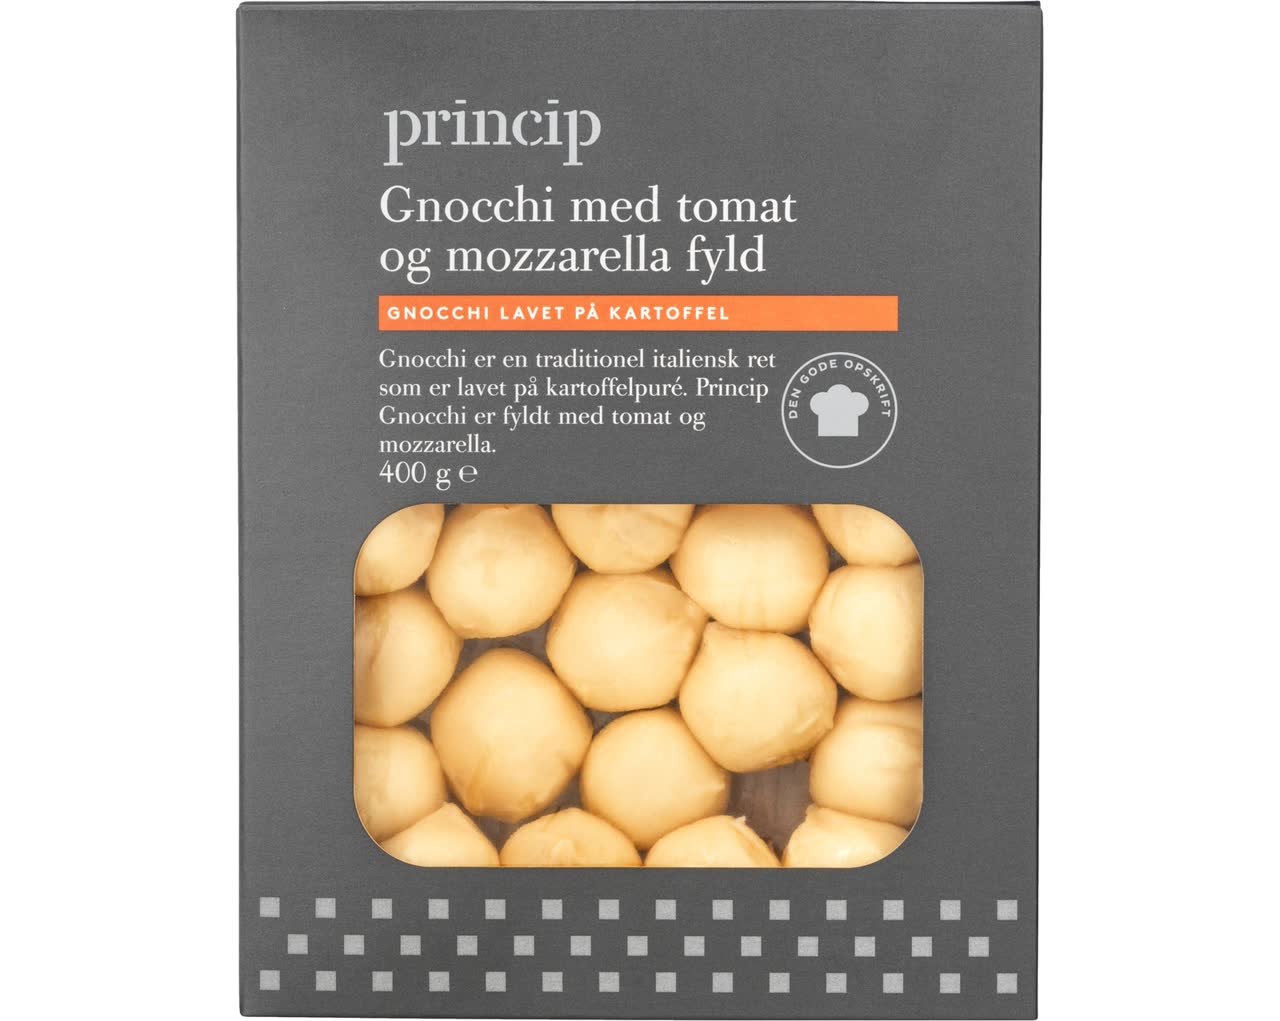 princip
Gnocchi med tomat
og mozzarella fyld
GNOCCHI LAVET PÅ KARTOFFEL
Gnocchi er en traditionel italiensk ret
som er lavet på kartoffelpuré. Princip
Gnocchi er fyldt med tomat og
mozzarella.
400 g ℮
DEN GODE OPSKRIFT